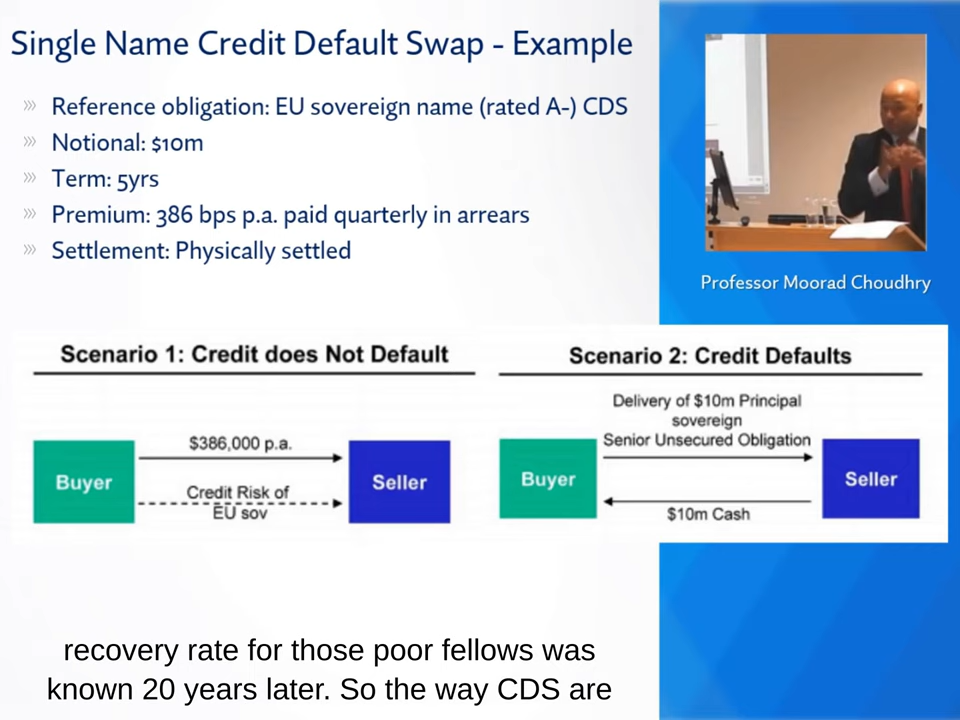 Single Name Credit Default Swap - Example
»» Reference obligation: EU sovereign name (rated A-) CDS
»» Notional: $10m
»» Term: 5yrs
»» Premium: 386 bps p.a. paid quarterly in arrears
»» Settlement: Physically settled
Professor Moorad Choudhry
Scenario 1: Credit does Not Default
Buyer
$386,000 p.a.
Credit Risk of
EU sov
Seller
Scenario 2: Credit Defaults
Delivery of $10m Principal
sovereign
Senior Unsecured Obligation
Buyer
Seller
$10m Cash
recovery rate for those poor fellows was
known 20 years later. So the way CDS are